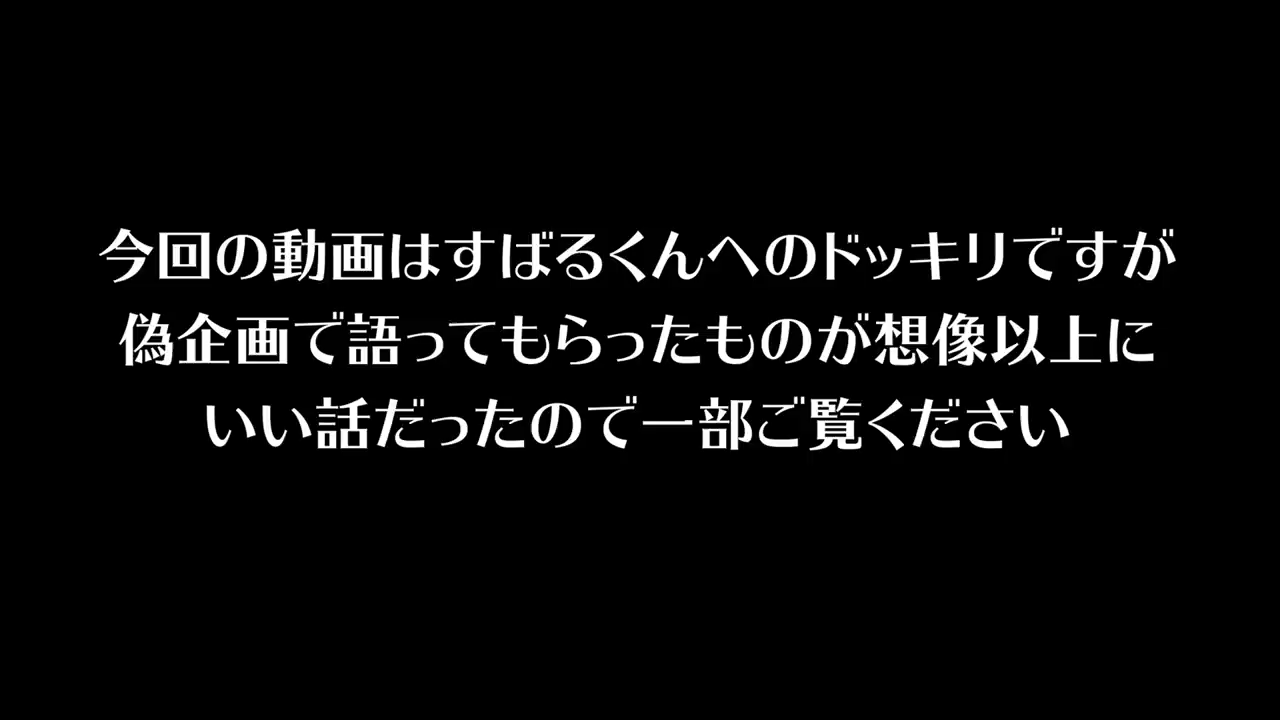 今回の動画はすばるくんへのドッキリですが
偽企画で語ってもらったものが想像以上に
いい話だったので一部ご覧ください